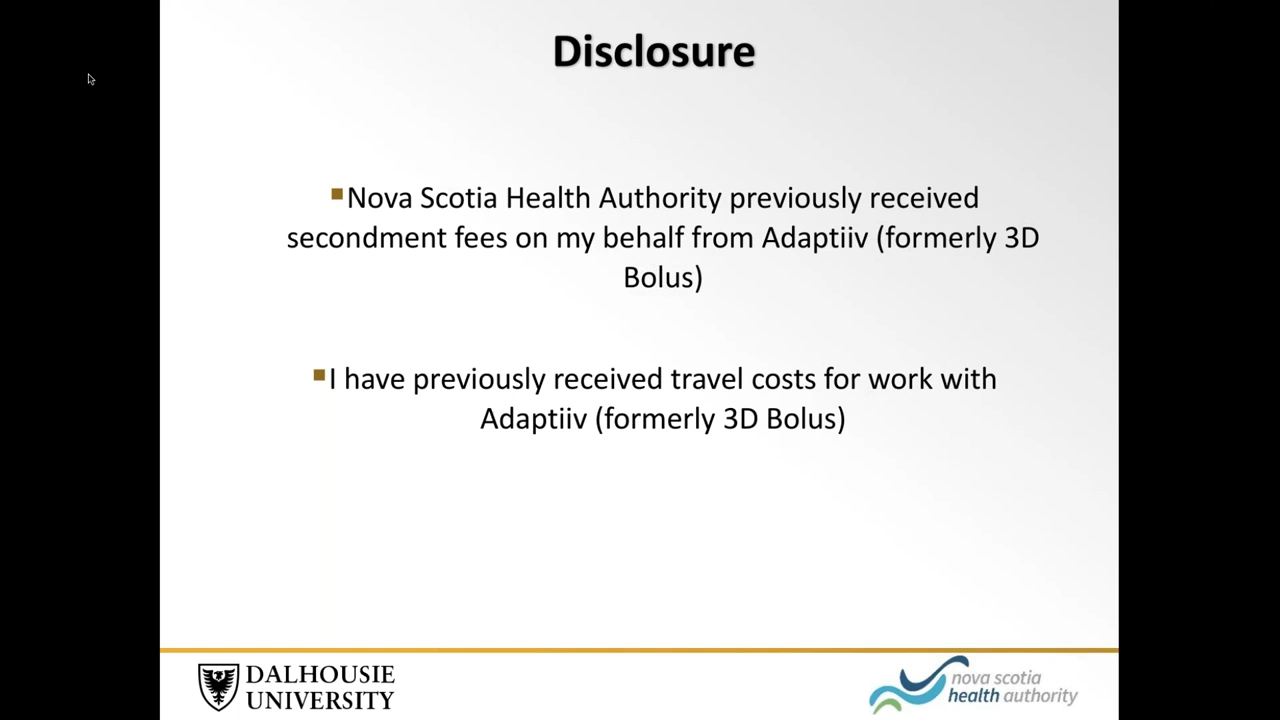 Disclosure
▪Nova Scotia Health Authority previously received
secondment fees on my behalf from Adaptiiv (formerly 3D
Bolus)
▪I have previously received travel costs for work with
Adaptiiv (formerly 3D Bolus)
DALHOUSIE
UNIVERSITY
nova scotia
health authority